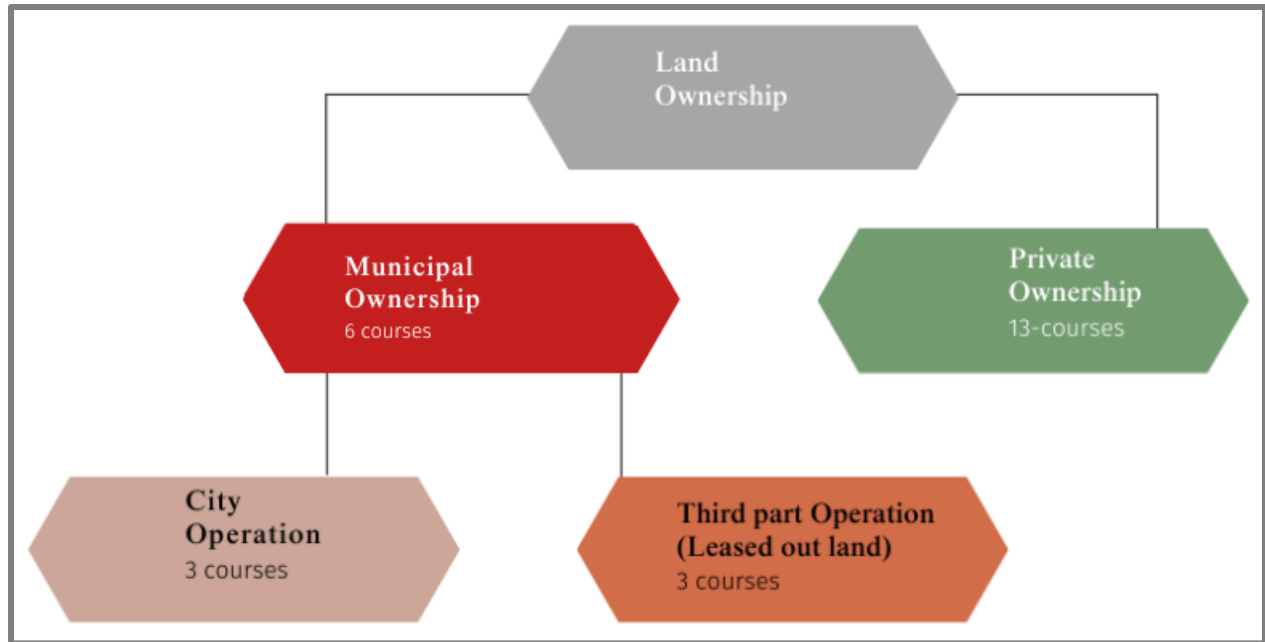 Land
Ownership
Municipal
Ownership
6 courses
Private
Ownership
13-courses
City
Operation
3 courses
Third part Operation
(Leased out land)
3 courses